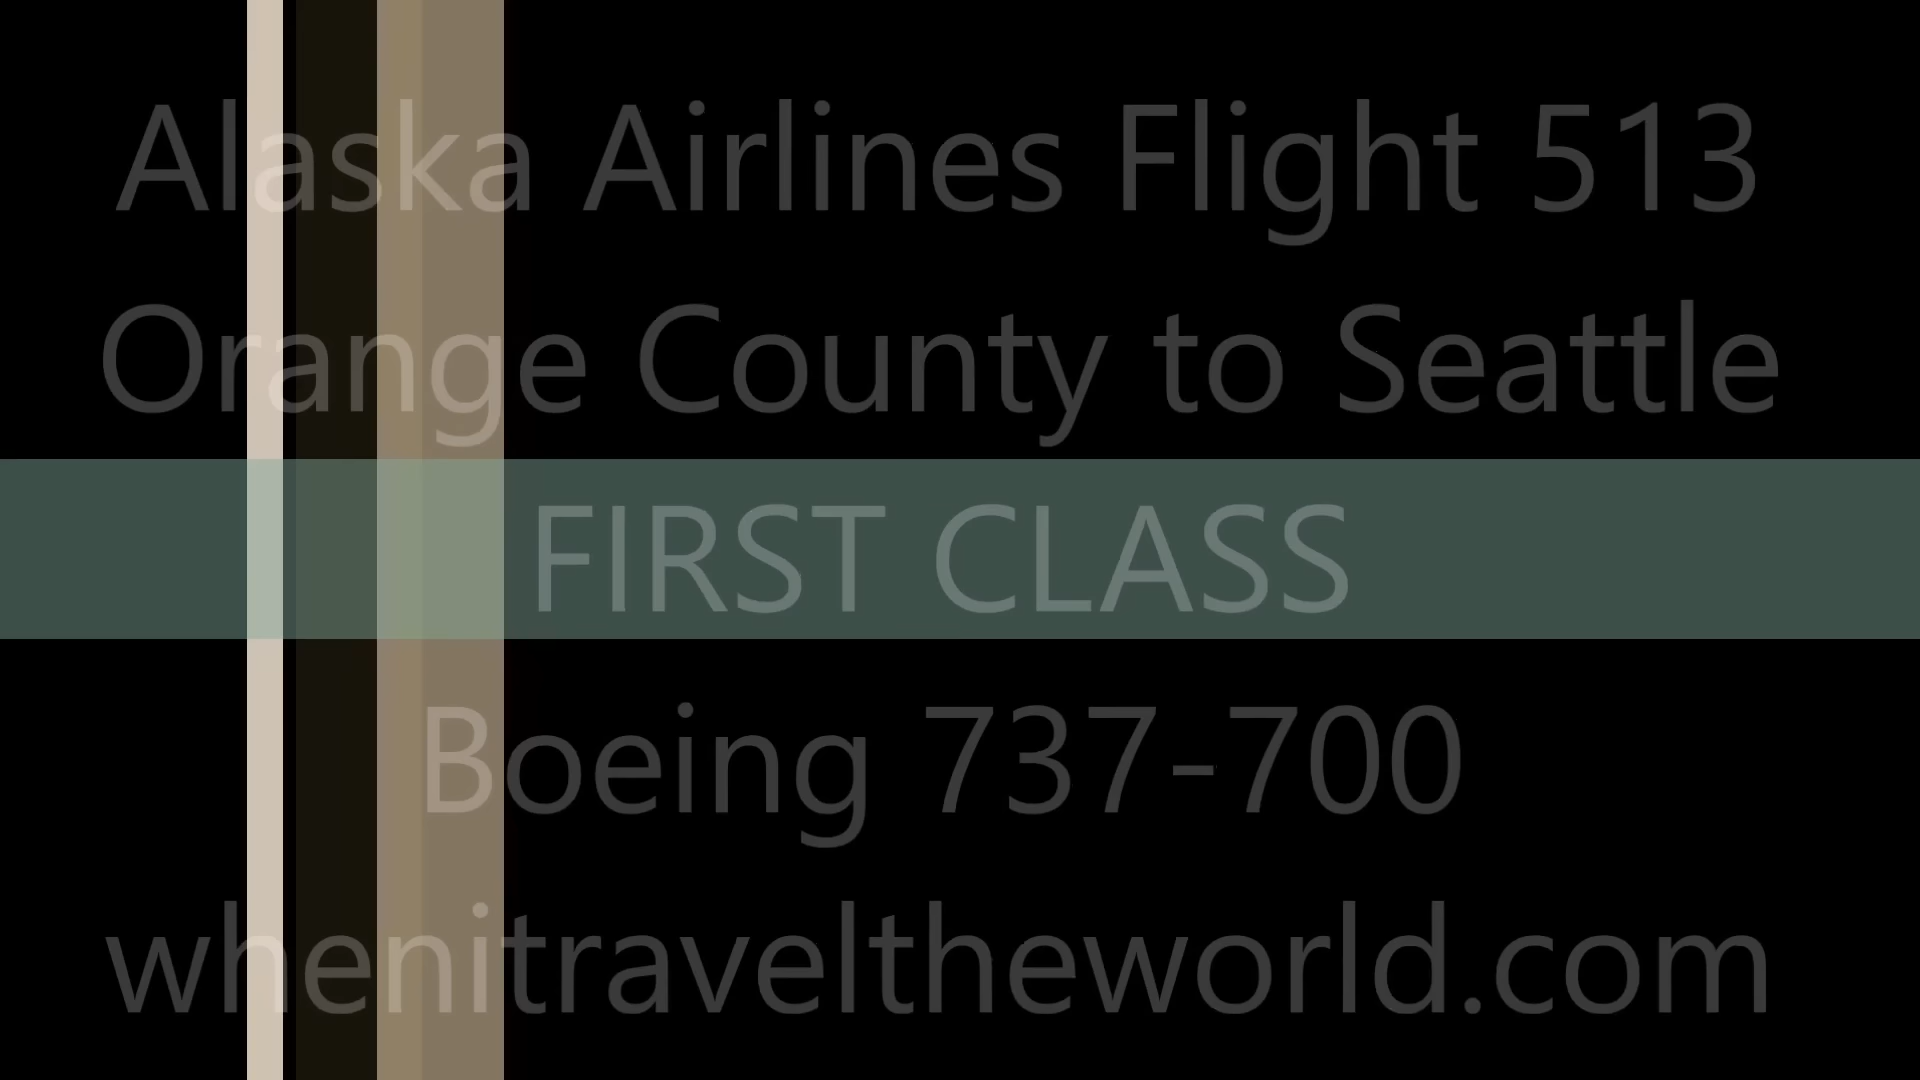 Alaska Airlines Flight 513
Orange County to Seattle
FIRST CLASS
Boeing 737-700
whenitraveltheworld.com